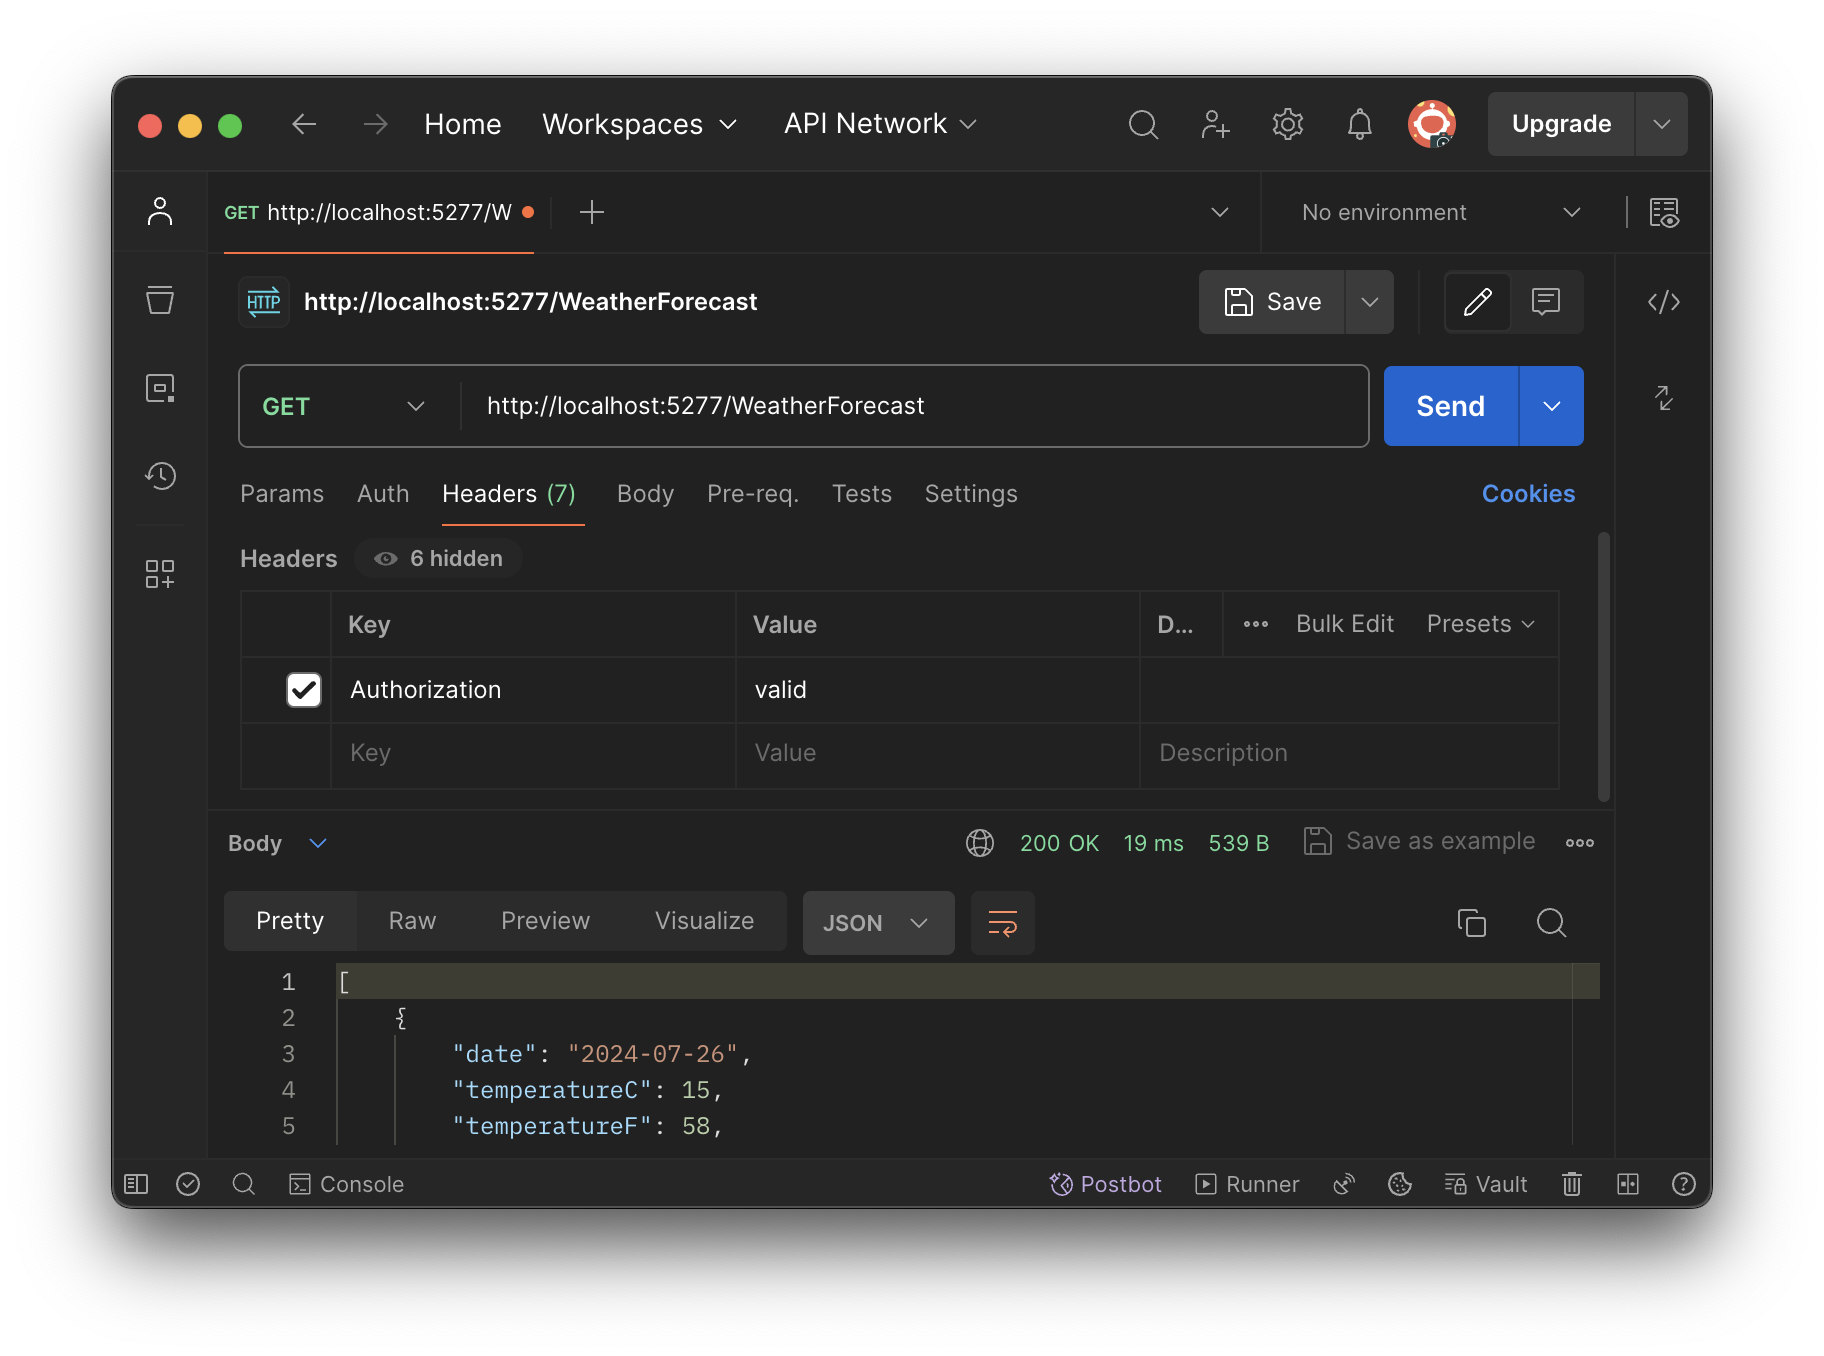 Home Workspaces API Network Upgrade
GET http://localhost:5277/W No environment
HTTP http://localhost:5277/WeatherForecast Save
GET http://localhost:5277/WeatherForecast Send
Params Auth Headers (7) Body Pre-req. Tests Settings Cookies
Headers 6 hidden
Key Value D... Bulk Edit Presets
Authorization valid
Key Value Description
Body 200 OK 19 ms 539 B Save as example
Pretty Raw Preview Visualize JSON
1 [
2 {
3 "date": "2024-07-26",
4 "temperatureC": 15,
5 "temperatureF": 58,
Console Postbot Runner Vault